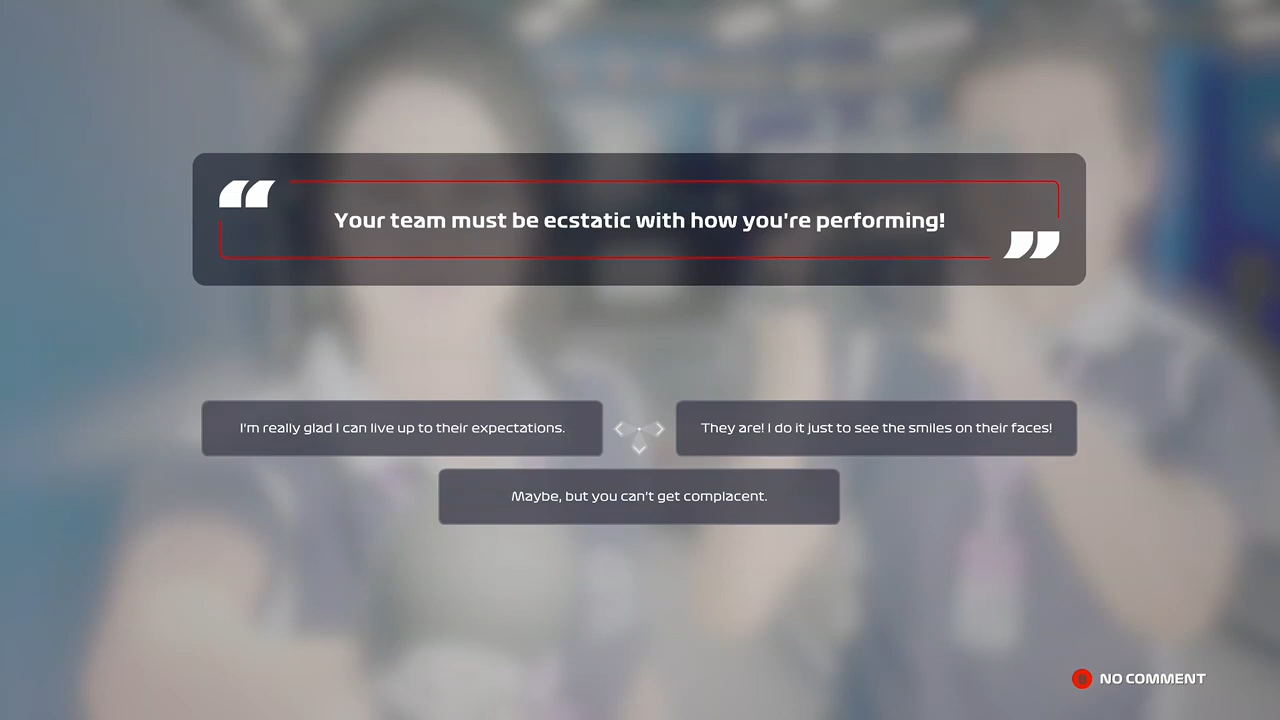 Your team must be ecstatic with how you're performing!
I'm really glad I can live up to their expectations.
They are! I do it just to see the smiles on their faces!
Maybe, but you can't get complacent.
NO COMMENT